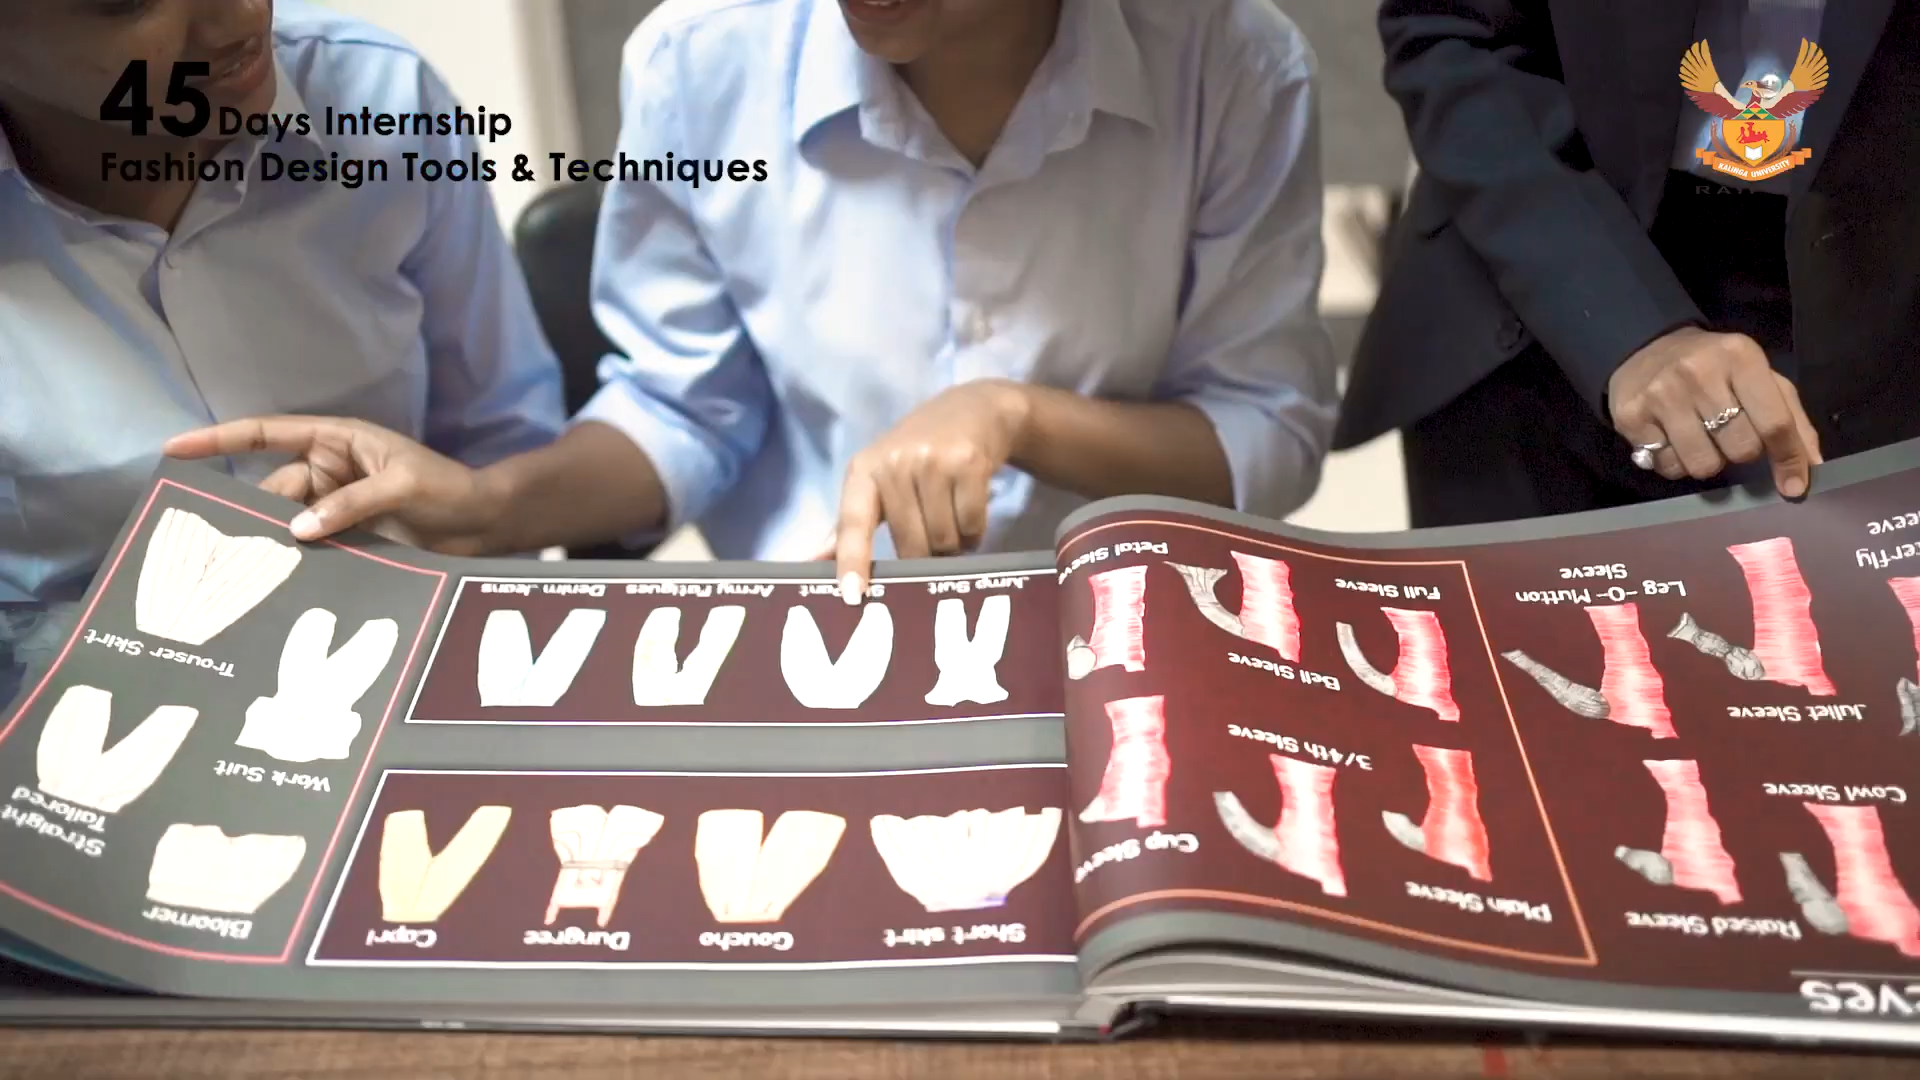 45 Days Internship
Fashion Design Tools & Techniques
KALINGA UNIVERSITY
Trouser Skirt
Work Suit
Straight
Tailored
Bloomer
Denim Jeans
Army Fatigues
Pant
Jump Suit
Capri
Dungree
Goucho
Short skirt
Petal Sleeve
Bell Sleeve
Full Sleeve
Cup Sleeve
3/4th Sleeve
Plain Sleeve
Leg-O-Mutton
Sleeve
Juliet Sleeve
Raised Sleeve
Cowl Sleeve